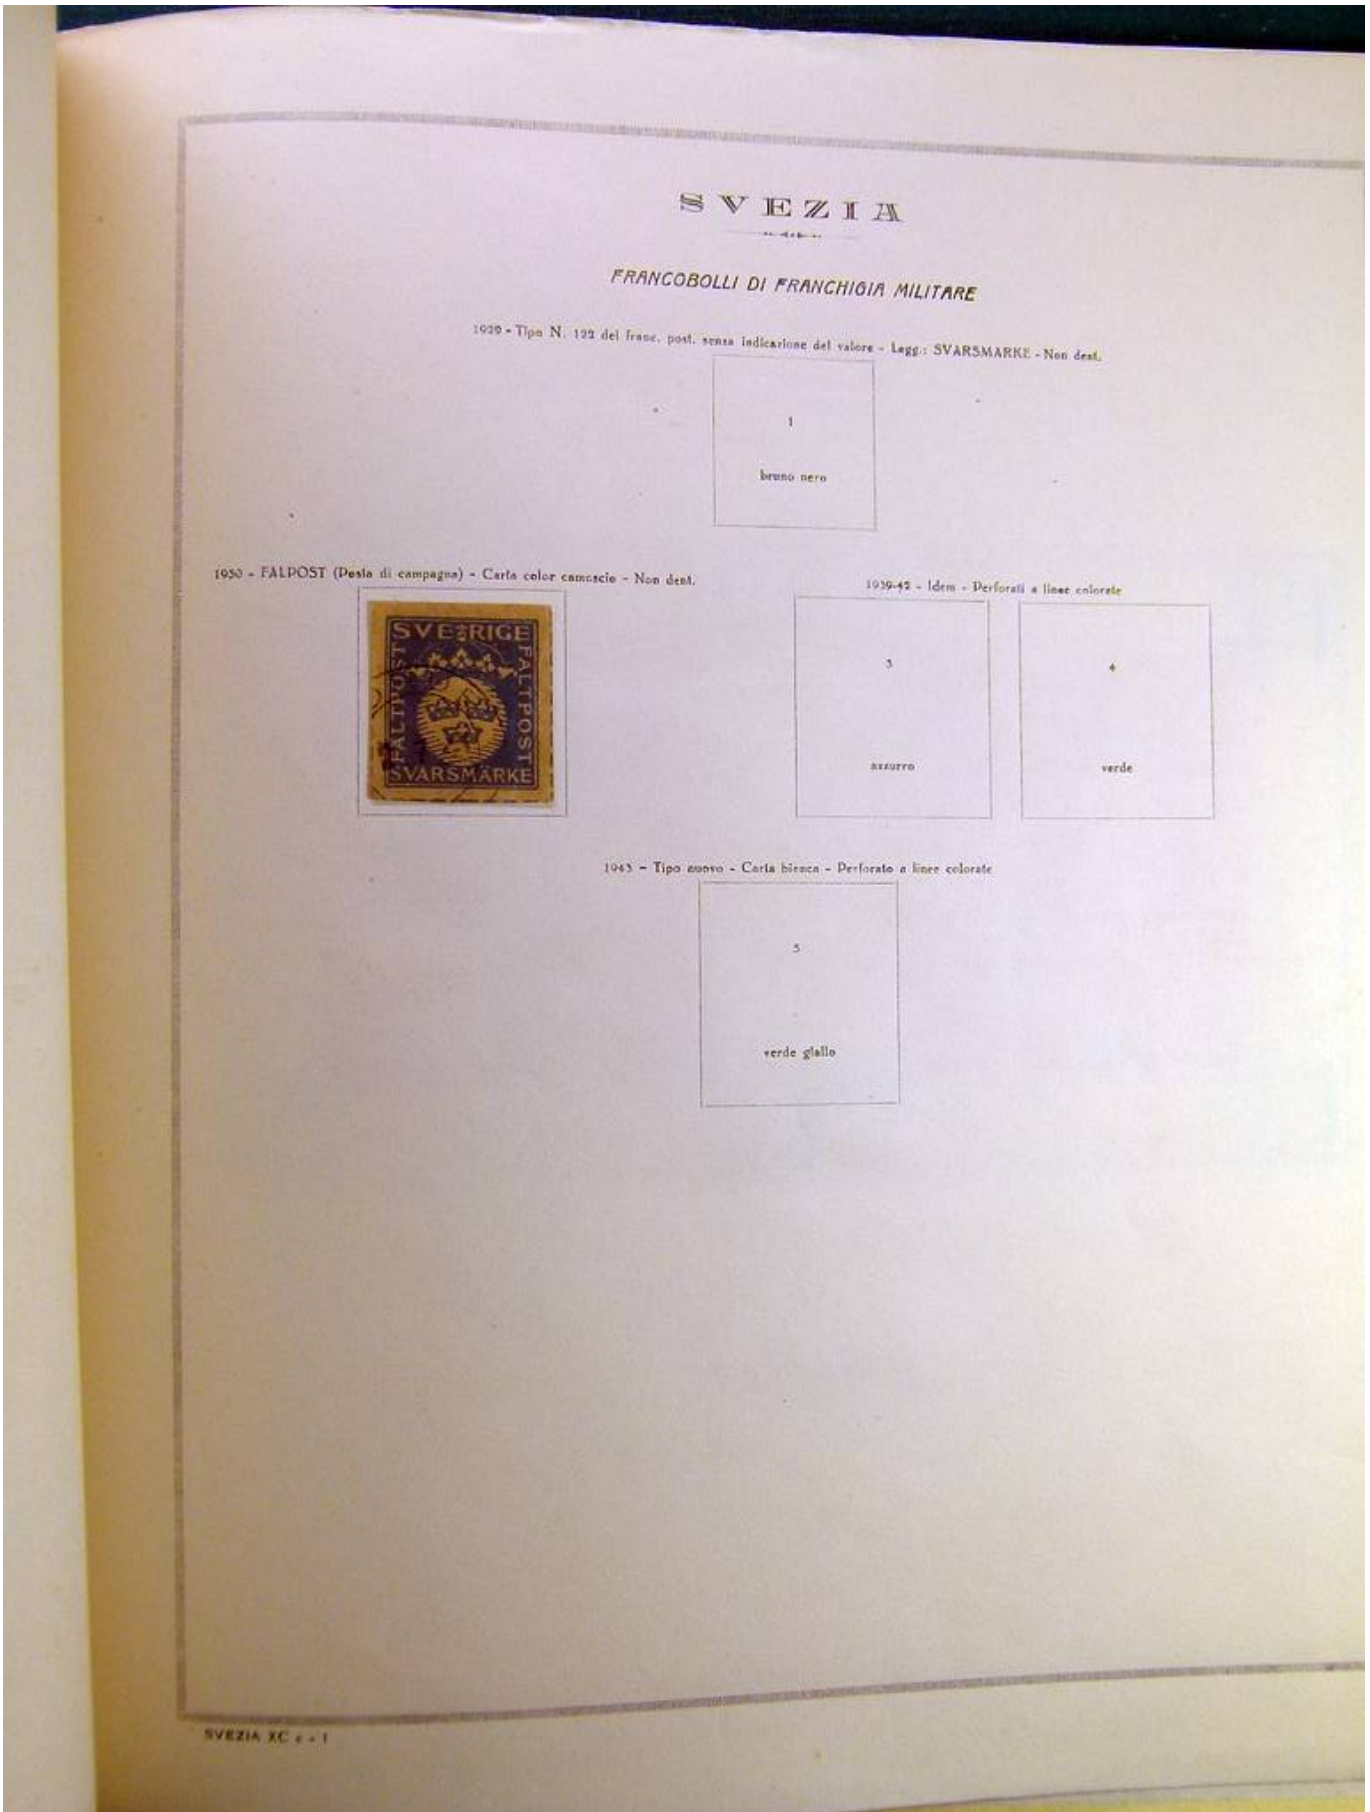 SVEZIA
FRANCOBOLLI DI FRANCHIGIA MILITARE
1929 - Tipo N. 122 del franc. post. senza indicazione del valore - Legg.: SVARSMARKE - Non dent.
1
bruno nero
1930 - FALPOST (Posta di campagna) - Carta color camoscio - Non dent.
1939-42 - Idem - Perforati a linee colorate
SVERIGE
FÄLTPOST
FÄLTPOST
SVARSMÄRKE
3
azzurro
4
verde
1943 - Tipo nuovo - Carta bianca - Perforato a linee colorate
5
verde giallo
SVEZIA XC c - 1